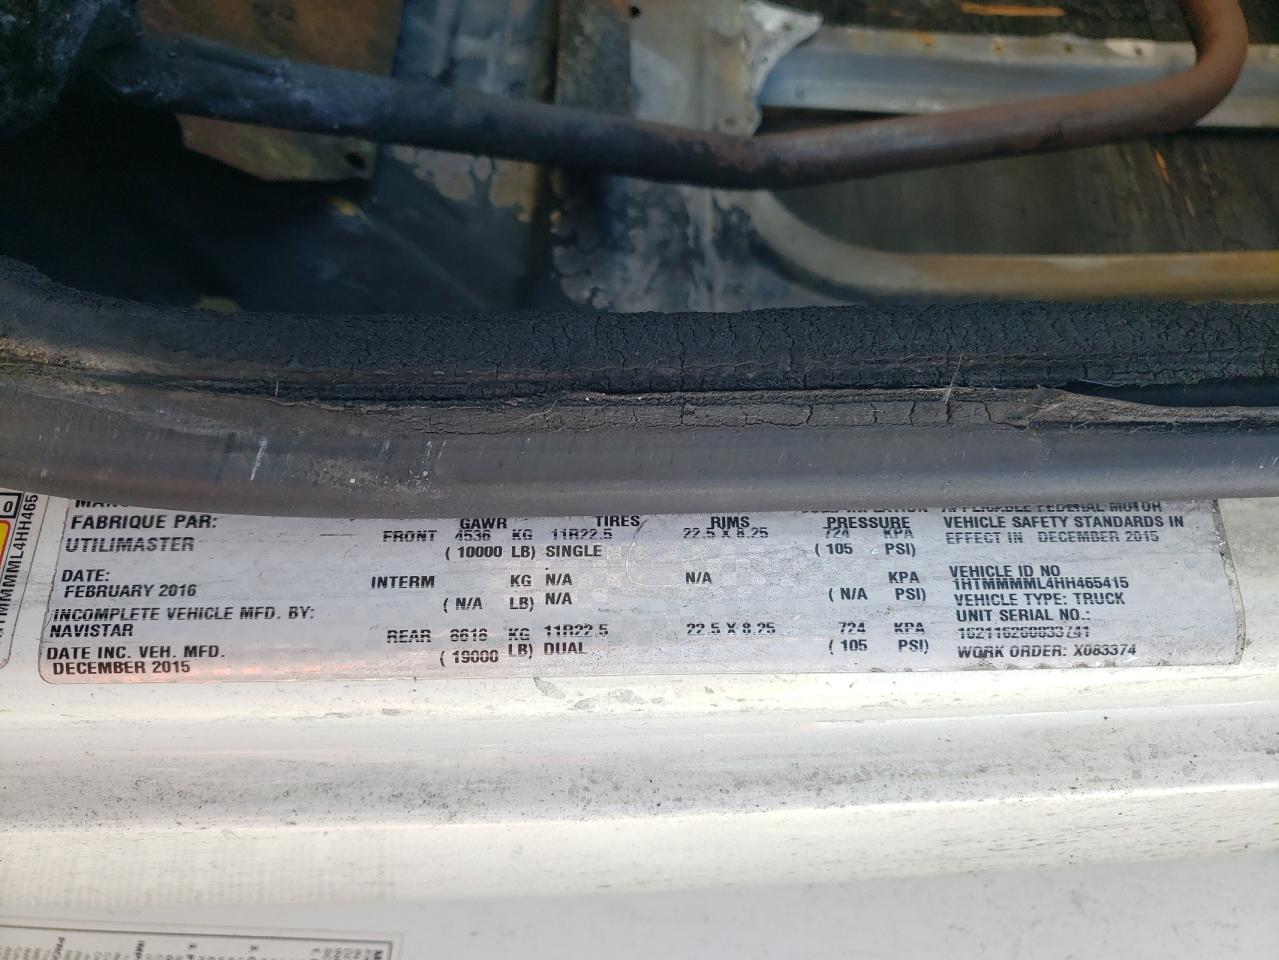 FABRIQUE PAR:
UTILIMASTER
DATE:
FEBRUARY 2016
INCOMPLETE VEHICLE MFD. BY:
NAVISTAR
DATE INC. VEH. MFD.
DECEMBER 2015
GAWR TIRES RIMS PRESSURE
FRONT 4536 KG 11R22.5 22.5 X 8.25 724 KPA
( 10000 LB) SINGLE ( 105 PSI)
INTERM KG N/A N/A KPA
( N/A LB) N/A ( N/A PSI)
REAR 8618 KG 11R22.5 22.5 X 8.25 724 KPA
( 19000 LB) DUAL ( 105 PSI)
APPLICABLE FEDERAL MOTOR
VEHICLE SAFETY STANDARDS IN
EFFECT IN DECEMBER 2015
VEHICLE ID NO
1HTMMMML4HH465415
VEHICLE TYPE: TRUCK
UNIT SERIAL NO.:
WORK ORDER: X083374